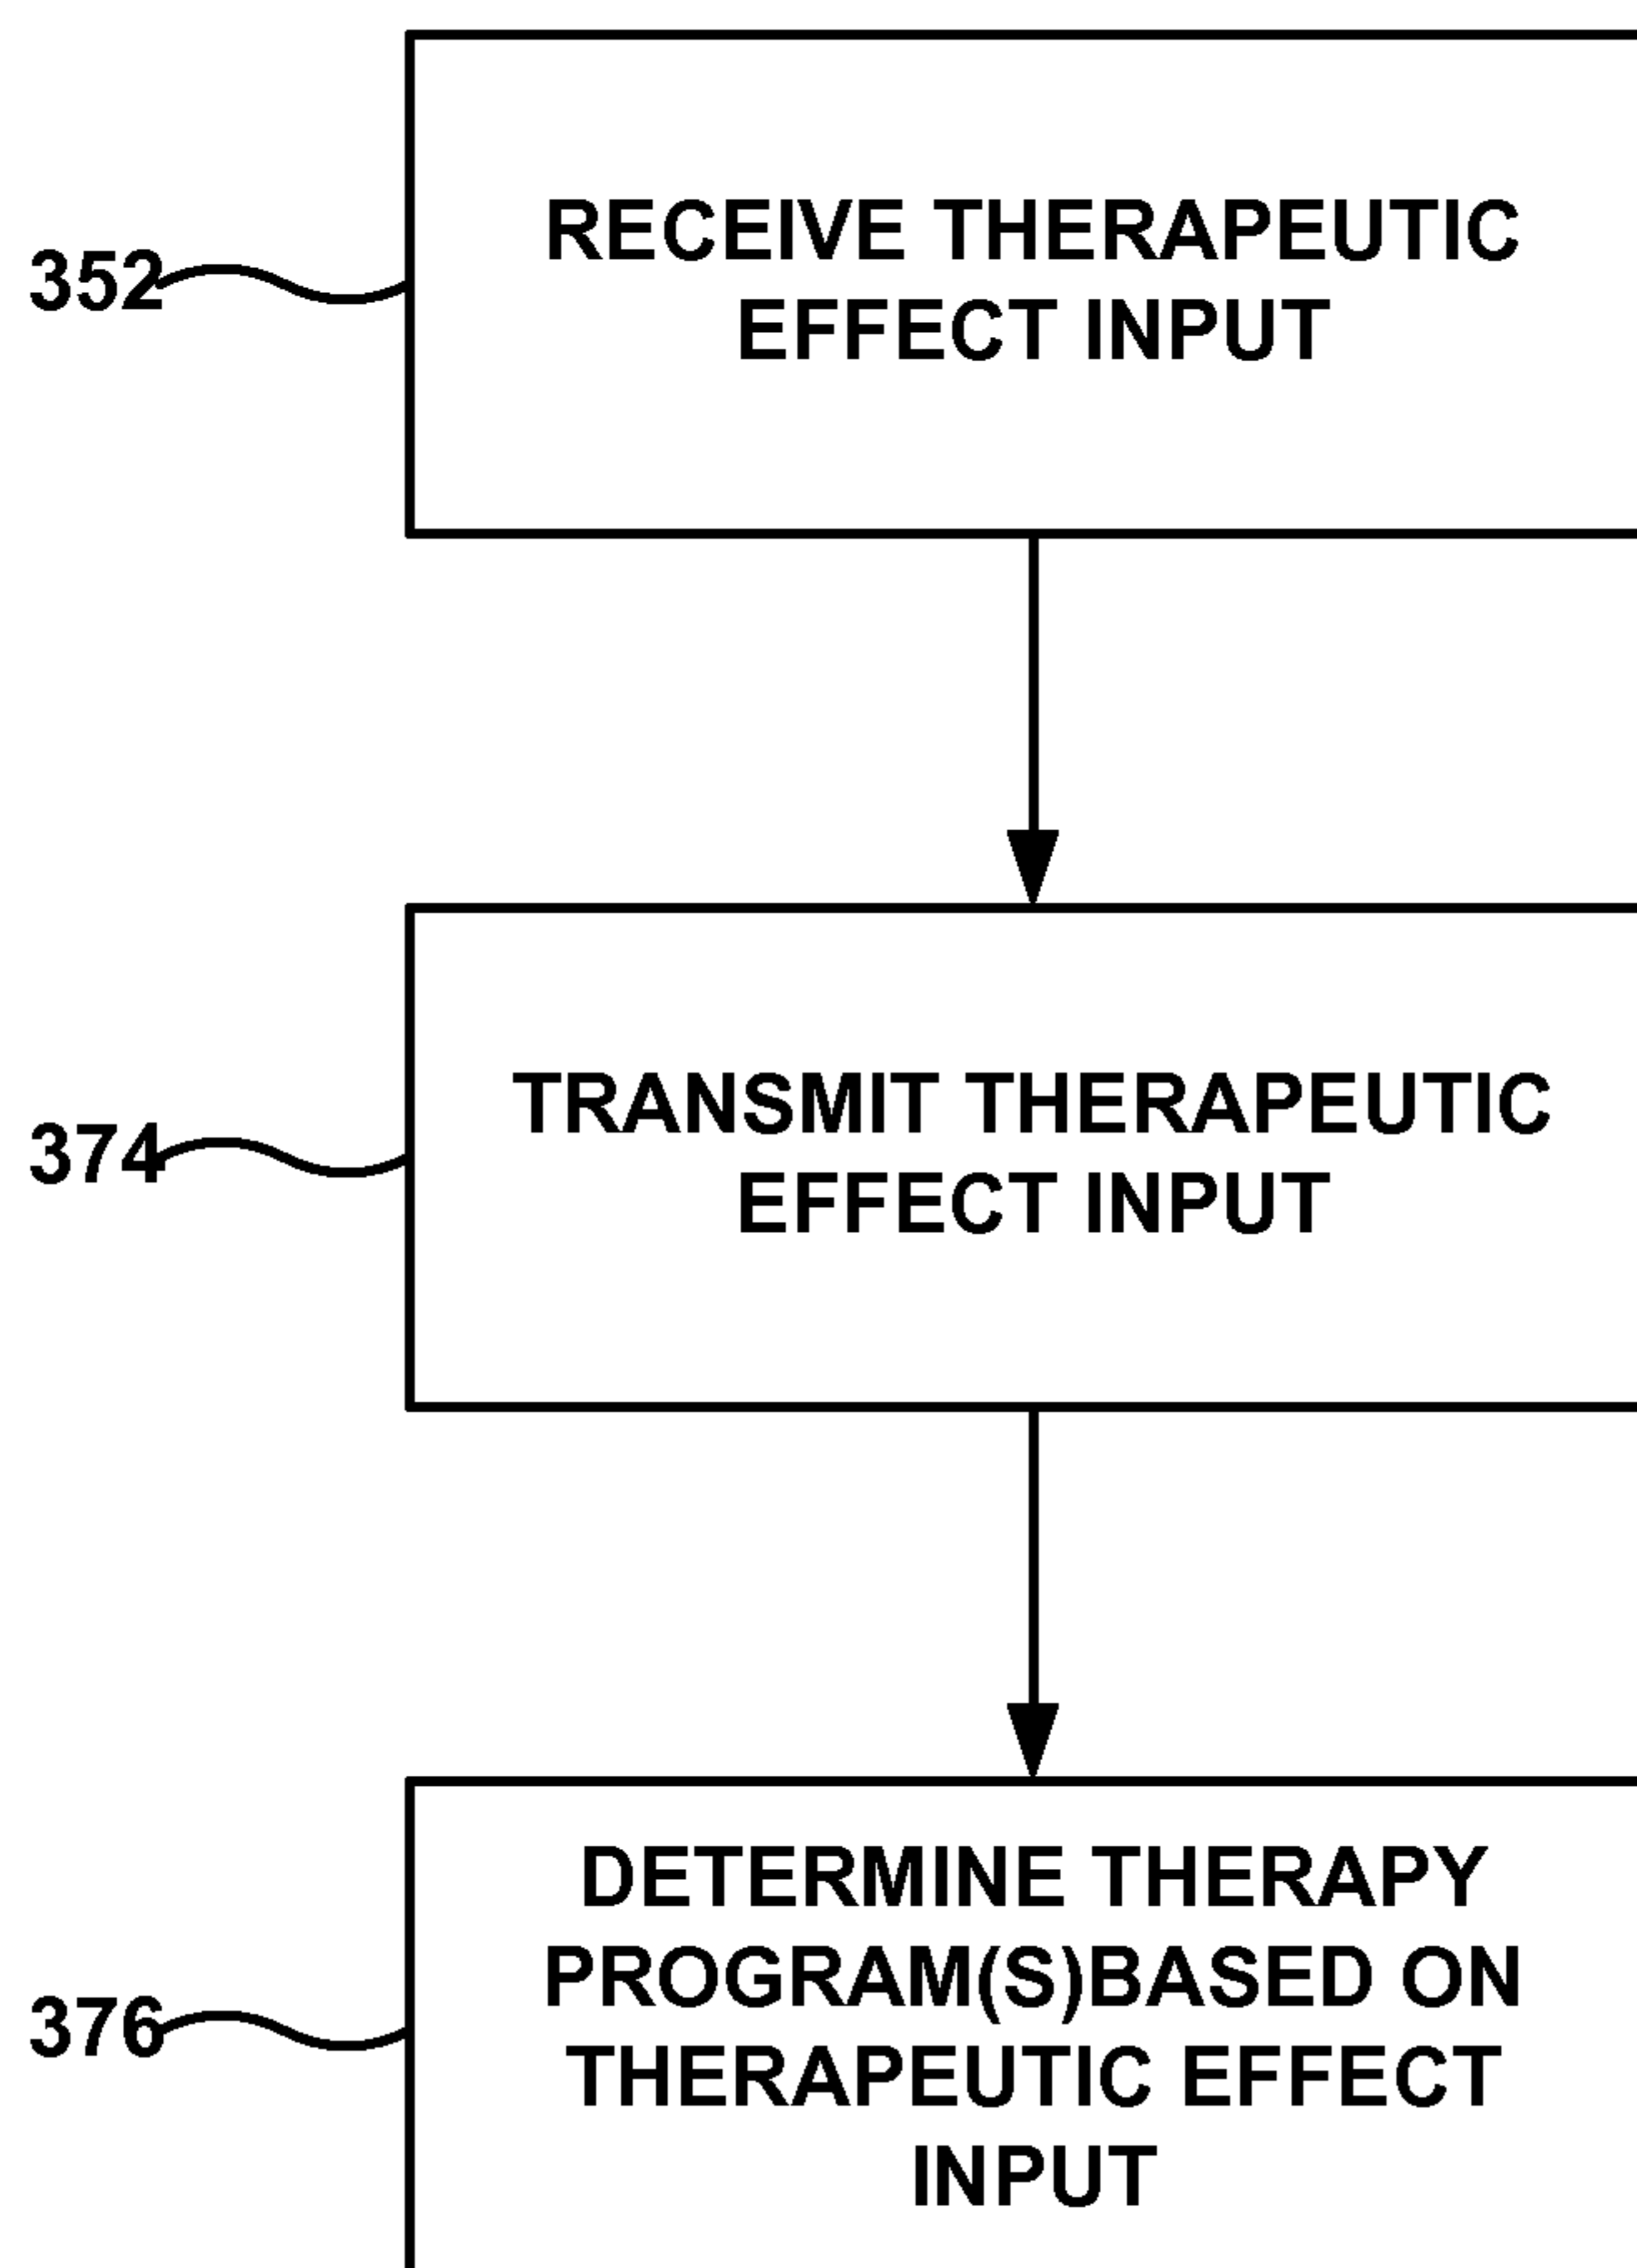 RECEIVE THERAPEUTIC
EFFECT INPUT
352
TRANSMIT THERAPEUTIC
EFFECT INPUT
374
DETERMINE THERAPY
PROGRAM(S)BASED ON
THERAPEUTIC EFFECT
INPUT
376